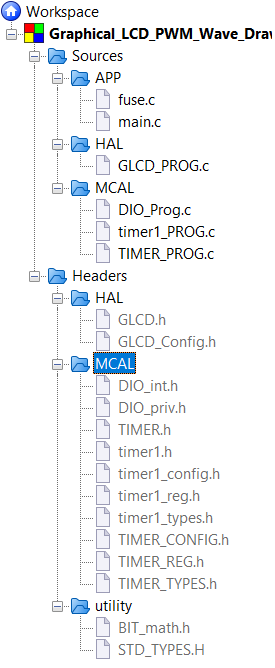 Workspace
Graphical_LCD_PWM_Wave_Draw
Sources
APP
fuse.c
main.c
HAL
GLCD_PROG.c
MCAL
DIO_Prog.c
timer1_PROG.c
TIMER_PROG.c
Headers
HAL
GLCD.h
GLCD_Config.h
MCAL
DIO_int.h
DIO_priv.h
TIMER.h
timer1.h
timer1_config.h
timer1_reg.h
timer1_types.h
TIMER_CONFIG.h
TIMER_REG.h
TIMER_TYPES.h
utility
BIT_math.h
STD_TYPES.H